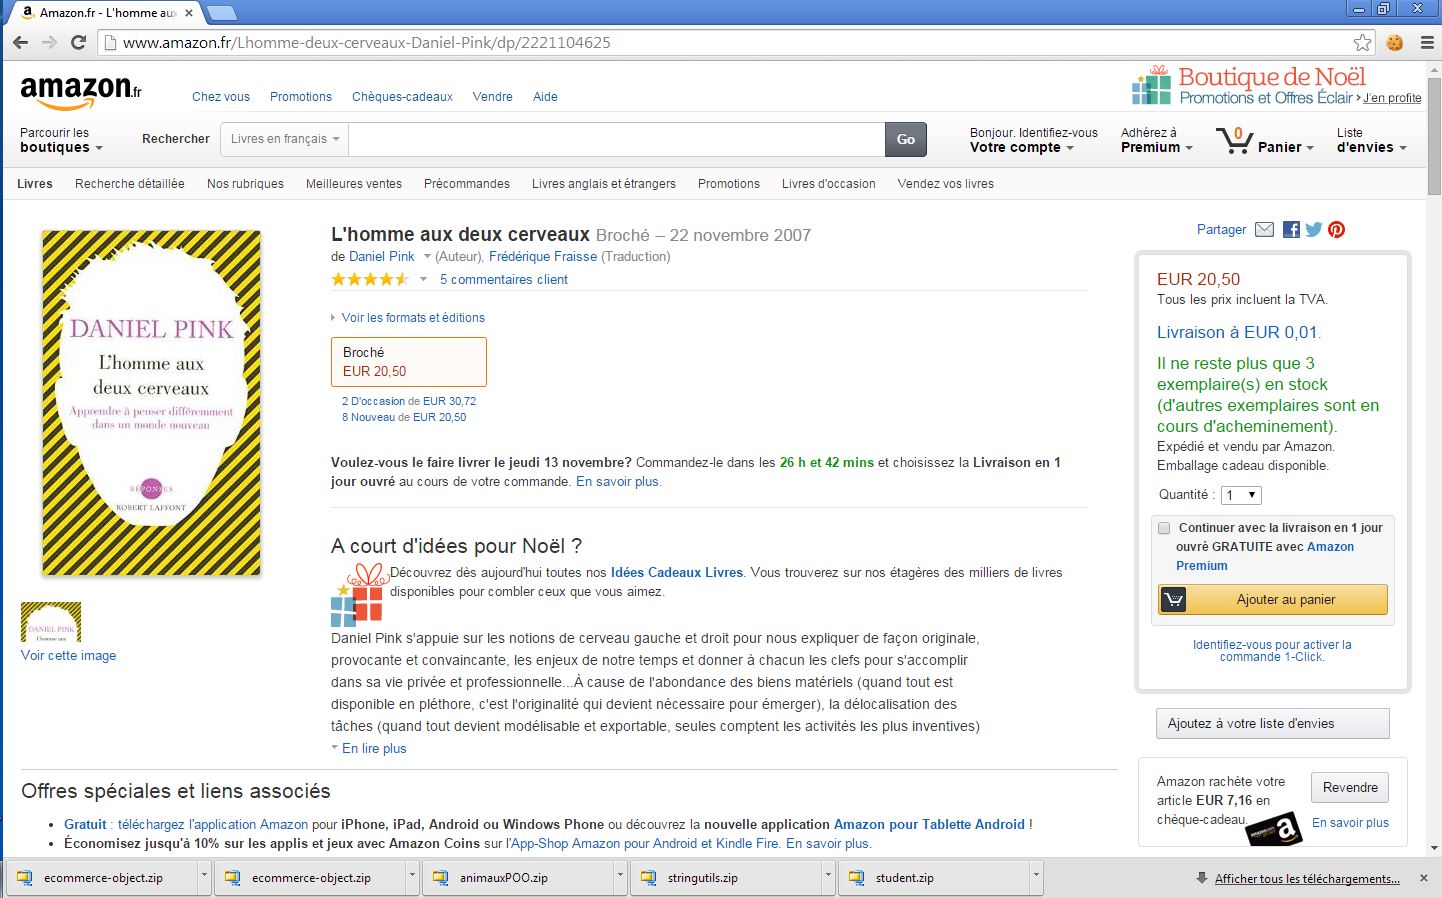 Amazon.fr - L'homme aux
www.amazon.fr/Lhomme-deux-cerveaux-Daniel-Pink/dp/2221104625
amazon.fr
Chez vous Promotions Chèques-cadeaux Vendre Aide
Boutique de Noël
Promotions et Offres Éclair › J'en profite
Parcourir les
boutiques
Rechercher Livres en français Go
Bonjour. Identifiez-vous
Votre compte
Adhérez à
Premium
0
Panier
Liste
d'envies
Livres Recherche détaillée Nos rubriques Meilleures ventes Précommandes Livres anglais et étrangers Promotions Livres d'occasion Vendez vos livres
DANIEL PINK
L'homme aux
deux cerveaux
Apprendre à penser différemment
dans un monde nouveau
RÉPONSES
ROBERT LAFFONT
DANIEL PINK
L'homme aux
Voir cette image
L'homme aux deux cerveaux Broché – 22 novembre 2007
de Daniel Pink (Auteur), Frédérique Fraisse (Traduction)
5 commentaires client
Voir les formats et éditions
Broché
EUR 20,50
2 D'occasion de EUR 30,72
8 Nouveau de EUR 20,50
Voulez-vous le faire livrer le jeudi 13 novembre? Commandez-le dans les 26 h et 42 mins et choisissez la Livraison en 1
jour ouvré au cours de votre commande. En savoir plus.
A court d'idées pour Noël ?
Découvrez dès aujourd'hui toutes nos Idées Cadeaux Livres. Vous trouverez sur nos étagères des milliers de livres
disponibles pour combler ceux que vous aimez.
Daniel Pink s'appuie sur les notions de cerveau gauche et droit pour nous expliquer de façon originale,
provocante et convaincante, les enjeux de notre temps et donner à chacun les clefs pour s'accomplir
dans sa vie privée et professionnelle...À cause de l'abondance des biens matériels (quand tout est
disponible en pléthore, c'est l'originalité qui devient nécessaire pour émerger), la délocalisation des
tâches (quand tout devient modélisable et exportable, seules comptent les activités les plus inventives)
En lire plus
Partager
EUR 20,50
Tous les prix incluent la TVA.
Livraison à EUR 0,01.
Il ne reste plus que 3
exemplaire(s) en stock
(d'autres exemplaires sont en
cours d'acheminement).
Expédié et vendu par Amazon.
Emballage cadeau disponible.
Quantité : 1
Continuer avec la livraison en 1 jour
ouvré GRATUITE avec Amazon
Premium
Ajouter au panier
Identifiez-vous pour activer la
commande 1-Click.
Ajoutez à votre liste d'envies
Amazon rachète votre
article EUR 7,16 en
chèque-cadeau.
Revendre
En savoir plus
Offres spéciales et liens associés
Gratuit : téléchargez l'application Amazon pour iPhone, iPad, Android ou Windows Phone ou découvrez la nouvelle application Amazon pour Tablette Android !
Économisez jusqu'à 10% sur les applis et jeux avec Amazon Coins sur l'App-Shop Amazon pour Android et Kindle Fire. En savoir plus.
ecommerce-object.zip ecommerce-object.zip animauxPOO.zip stringutils.zip student.zip Afficher tous les téléchargements...